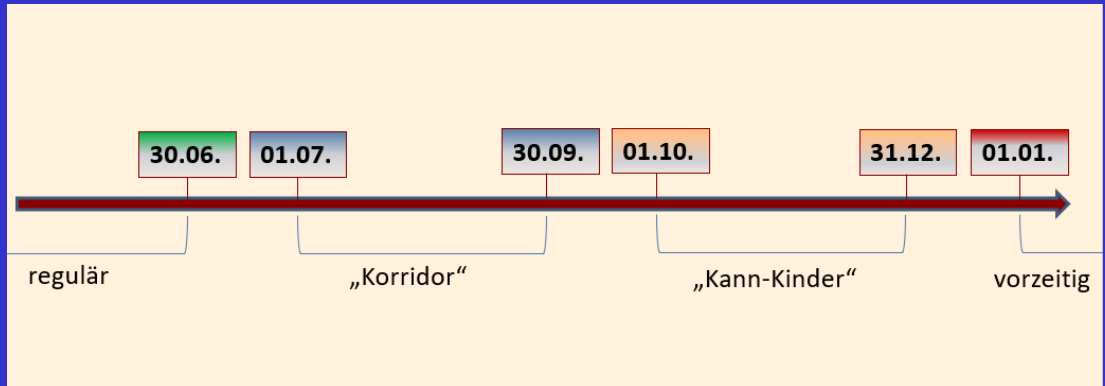 30.06.
01.07.
30.09.
01.10.
31.12.
01.01.
regulär
„Korridor“
„Kann-Kinder“
vorzeitig